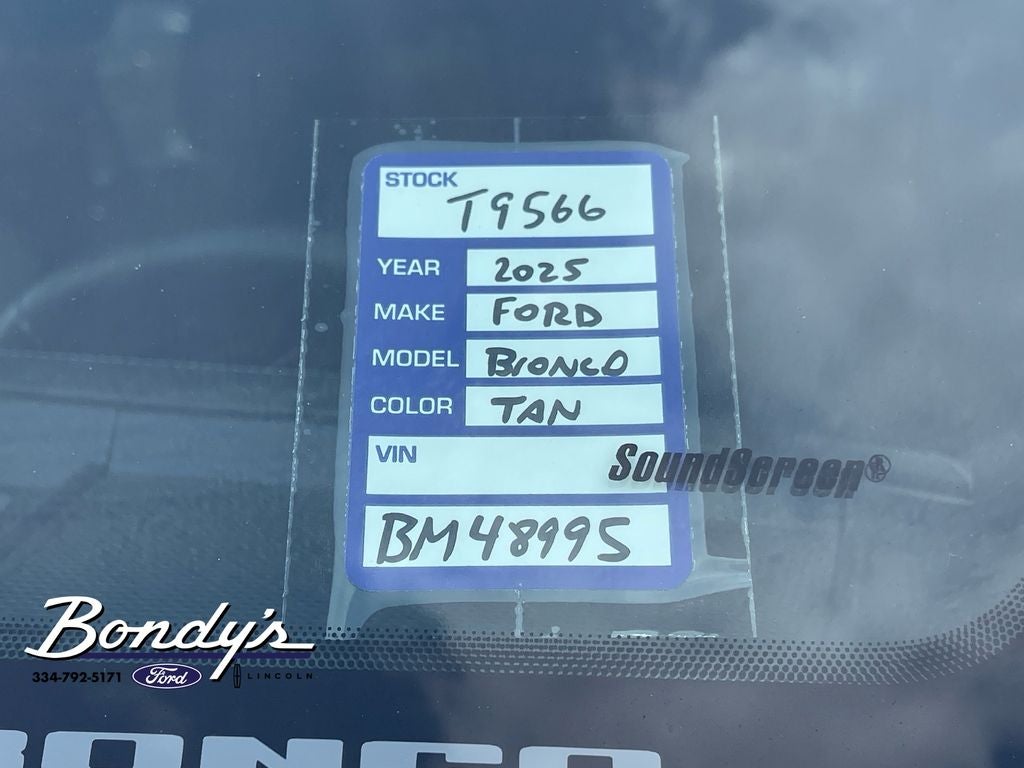 STOCK
T9566
YEAR 2025
MAKE FORD
MODEL BRONCO
COLOR TAN
VIN
SoundScreen®
BM48995
Bondy's
334-792-5171 Ford LINCOLN
BRONCO